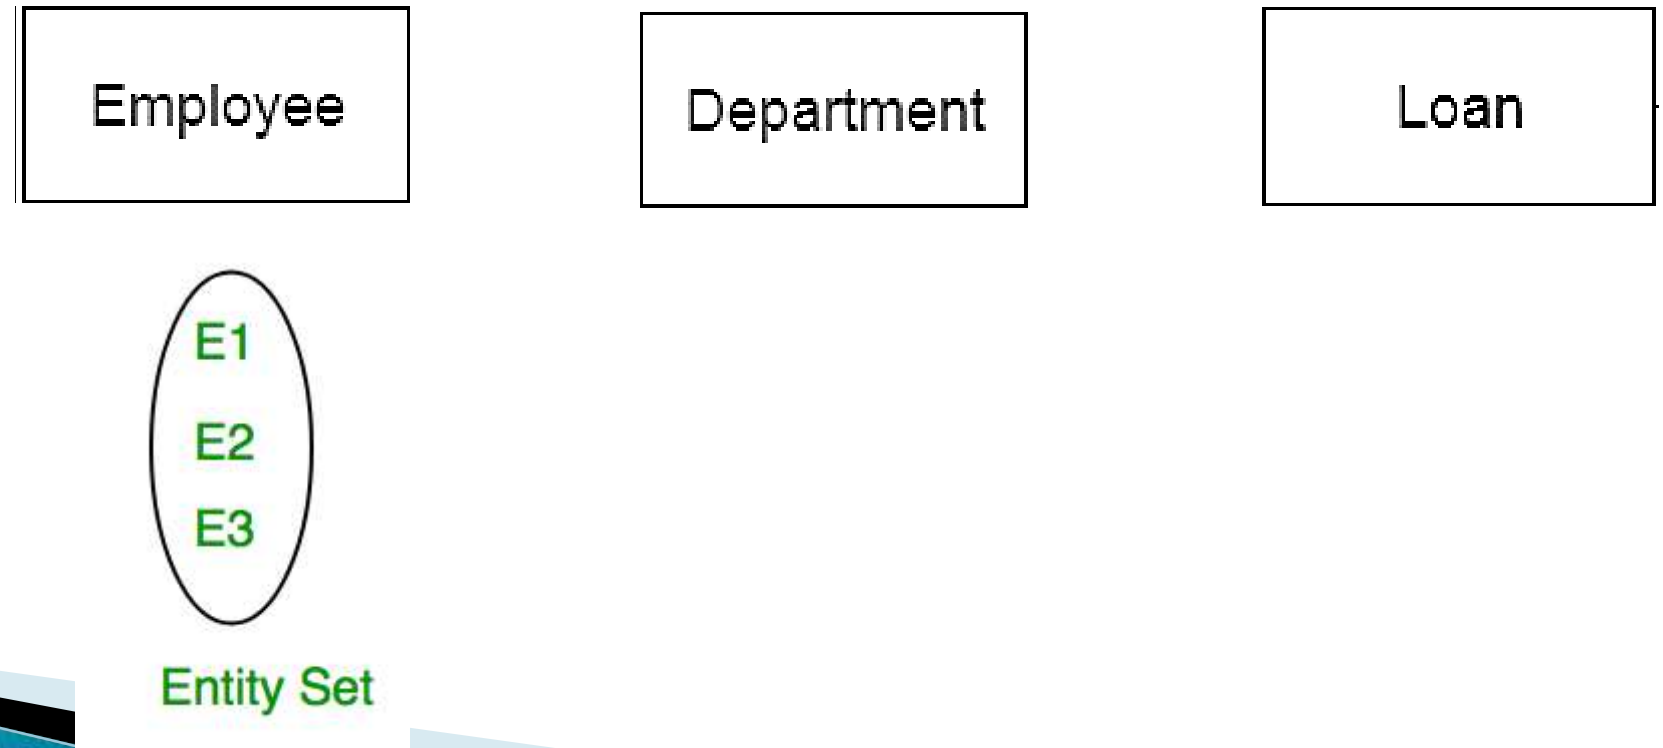 Employee
Department
Loan
E1
E2
E3
Entity Set